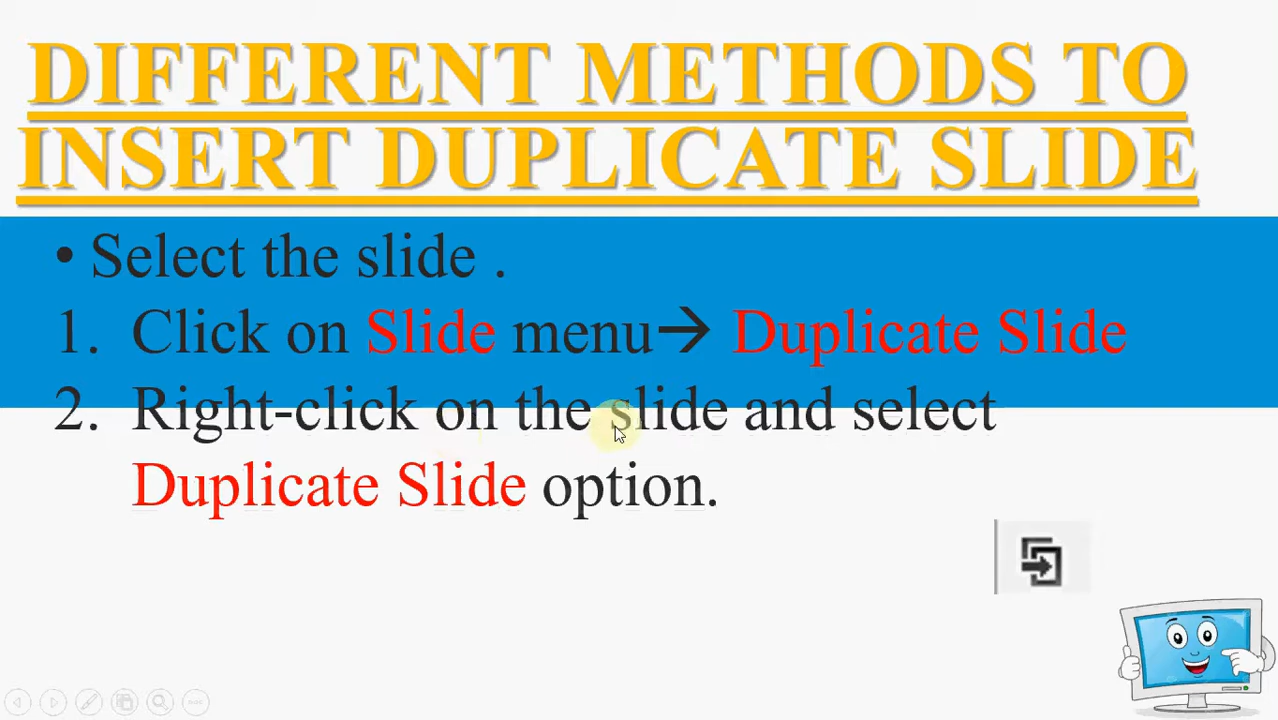 DIFFERENT METHODS TO
INSERT DUPLICATE SLIDE
• Select the slide .
1. Click on Slide menu→ Duplicate Slide
2. Right-click on the slide and select
Duplicate Slide option.